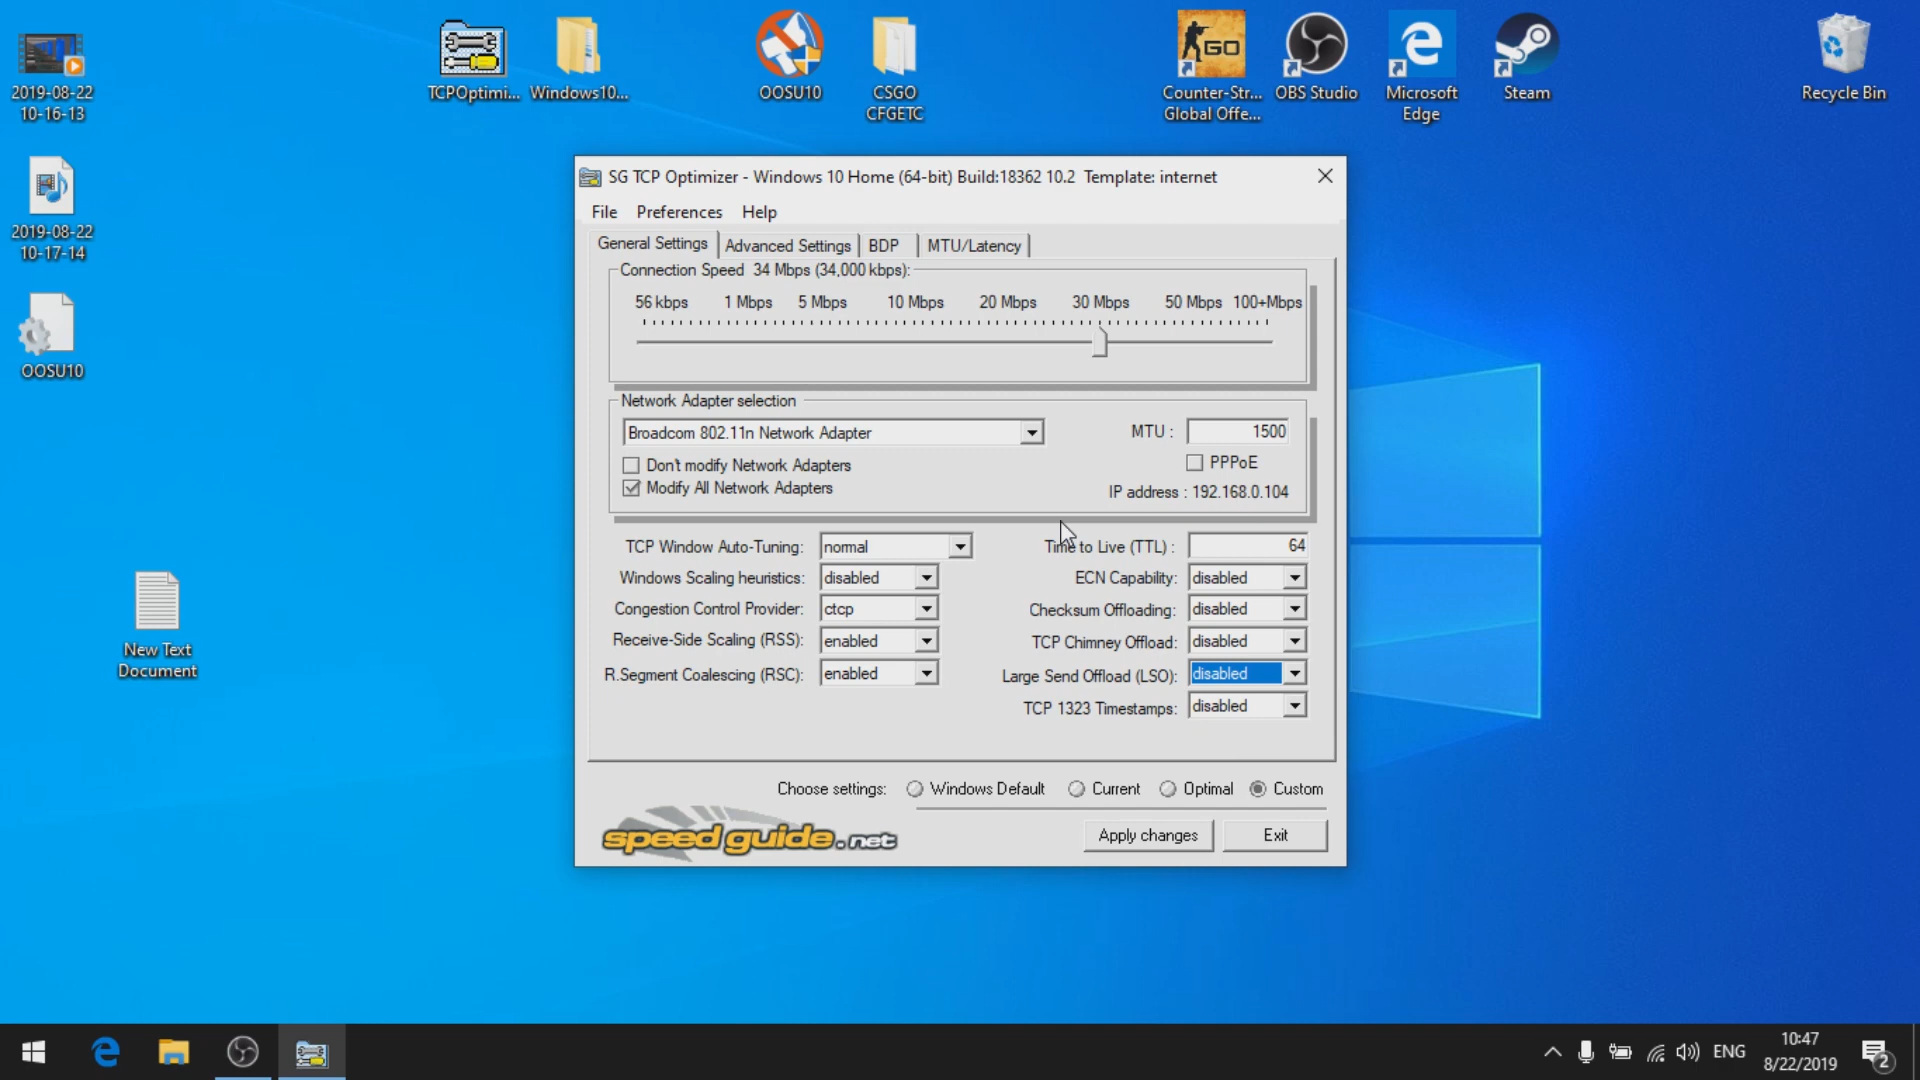 2019-08-22
10-16-13
TCPOptimi...
Windows10...
OOSU10
CSGO
CFGETC
GO
Counter-Str...
Global Offe...
OBS Studio
Microsoft
Edge
Steam
Recycle Bin
2019-08-22
10-17-14
OOSU10
New Text
Document
SG TCP Optimizer - Windows 10 Home (64-bit) Build:18362 10.2 Template: internet
File Preferences Help
General Settings Advanced Settings BDP MTU/Latency
Connection Speed 34 Mbps (34,000 kbps):
56 kbps 1 Mbps 5 Mbps 10 Mbps 20 Mbps 30 Mbps 50 Mbps 100+Mbps
Network Adapter selection
Broadcom 802.11n Network Adapter
MTU : 1500
Don't modify Network Adapters
PPPoE
Modify All Network Adapters
IP address : 192.168.0.104
TCP Window Auto-Tuning: normal
Time to Live (TTL) : 64
Windows Scaling heuristics: disabled
ECN Capability: disabled
Congestion Control Provider: ctcp
Checksum Offloading: disabled
Receive-Side Scaling (RSS): enabled
TCP Chimney Offload: disabled
R.Segment Coalescing (RSC): enabled
Large Send Offload (LSO): disabled
TCP 1323 Timestamps: disabled
Choose settings: Windows Default Current Optimal Custom
speedguide.net
Apply changes
Exit
ENG
10:47
8/22/2019
2